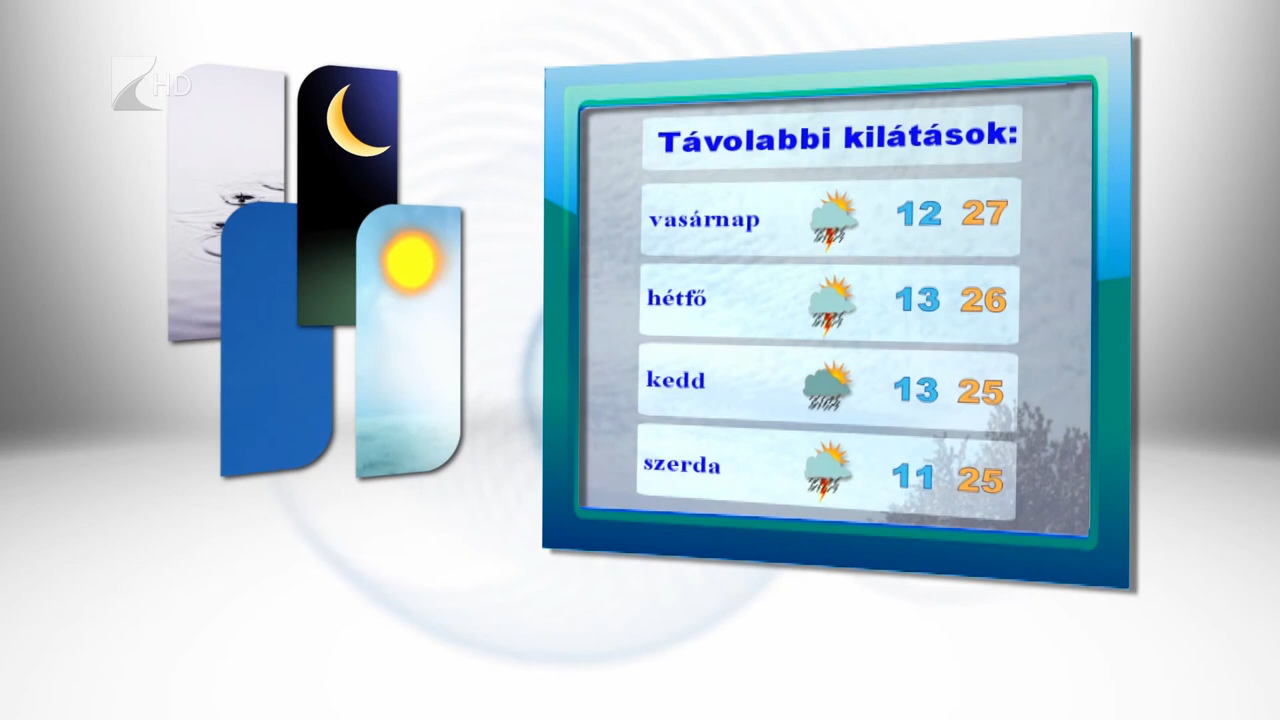 HD
Távolabbi kilátások:
vasárnap 12 27
hétfő 13 26
kedd 13 25
szerda 11 25